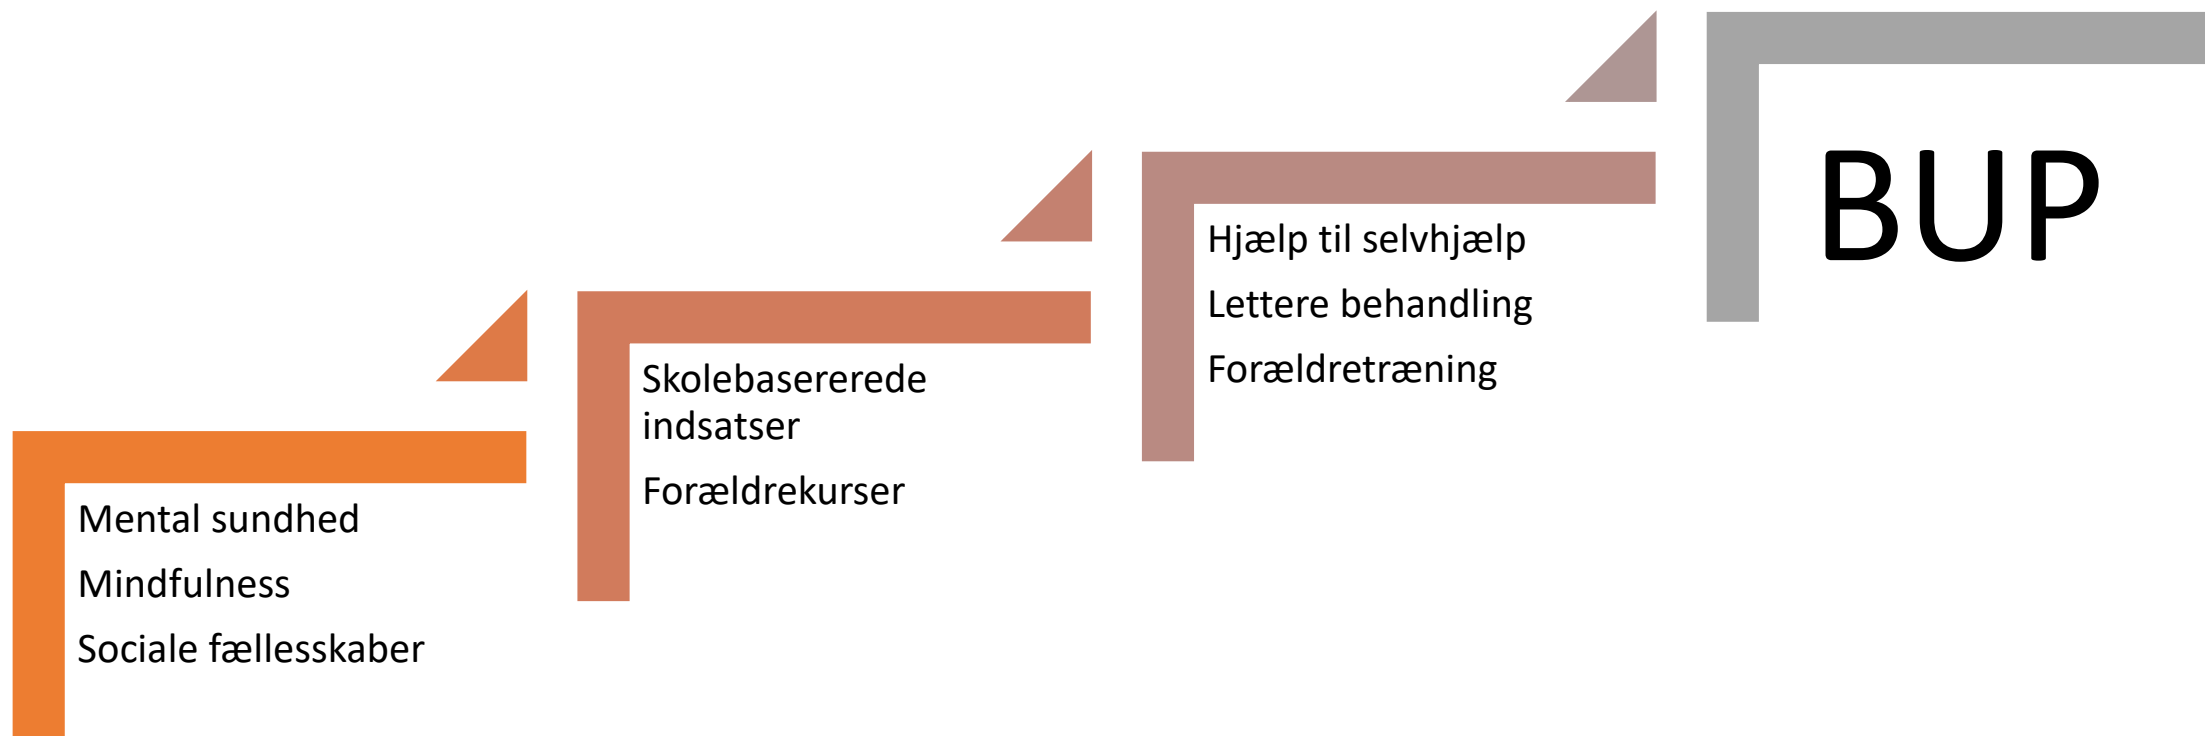 Mental sundhed
Mindfulness
Sociale fællesskaber
Skolebasererede
indsatser
Forældrekurser
Hjælp til selvhjælp
Lettere behandling
Forældretræning
BUP